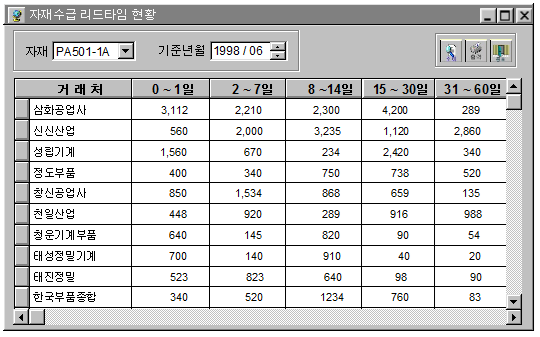 자재수급 리드타임 현황
자재 PA501-1A 기준년월 1998 / 06
거 래 처 0 ~ 1일 2 ~ 7일 8 ~14일 15 ~ 30일 31 ~ 60일
삼화공업사 3,112 2,210 2,300 4,200 289
신신산업 560 2,000 3,235 1,120 2,860
성림기계 1,560 670 234 2,420 340
정도부품 400 340 750 738 520
창신공업사 850 1,534 868 659 135
천일산업 448 920 289 916 988
청운기계부품 640 145 820 90 54
태성정밀기계 700 140 910 40 20
태진정밀 523 823 640 98 90
한국부품종합 340 520 1234 760 83